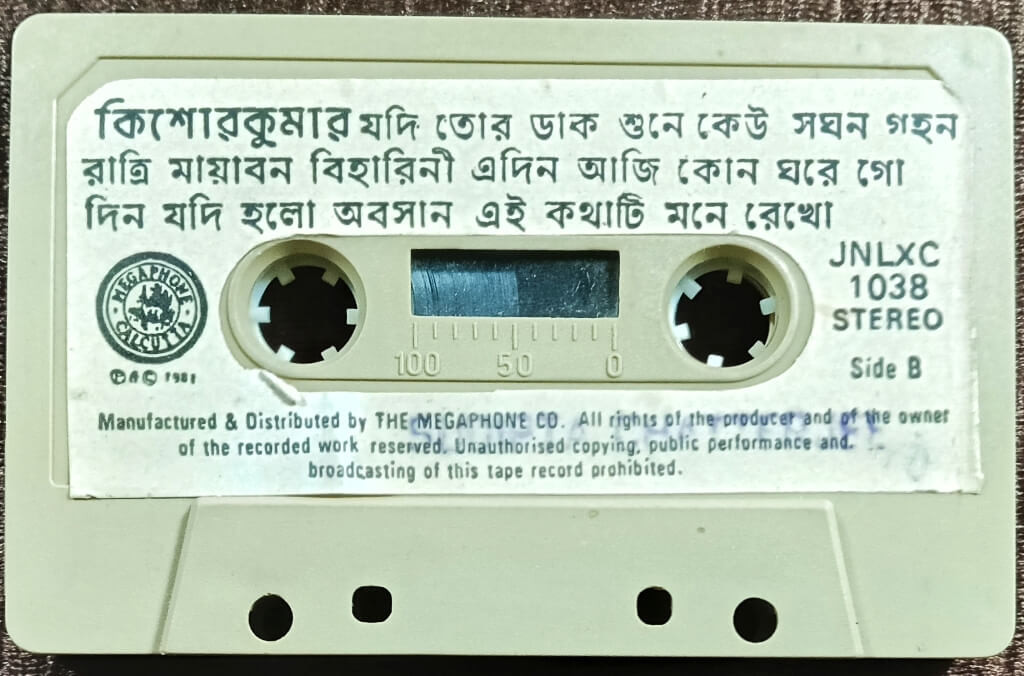 কিশোরকুমার যদি তোর ডাক শুনে কেউ সঘন গহন
রাত্রি মায়াবন বিহারিনী এদিন আজি কোন ঘরে গো
দিন যদি হলো অবসান এই কথাটি মনে রেখো
MEGAPHONE
CALCUTTA
JNLXC
1038
STEREO
100 50 0
Ⓟ & © 1981
Side B
Manufactured & Distributed by THE MEGAPHONE CO. All rights of the producer and of the owner
of the recorded work reserved. Unauthorised copying, public performance and.
broadcasting of this tape record prohibited.